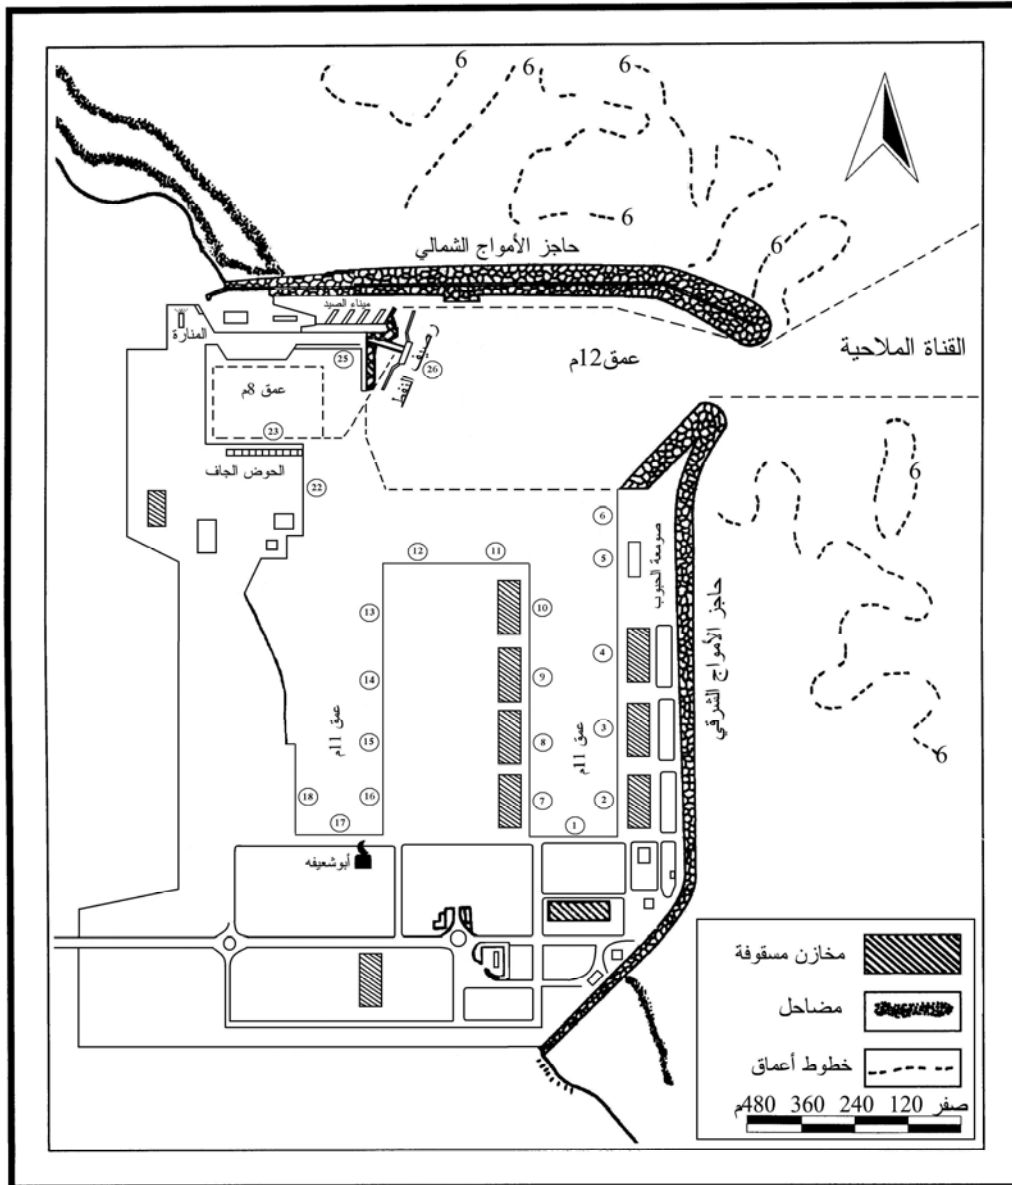 6
6
6
6
6
حاجز الأمواج الشمالي
ميناء الصيد
المنارة
رصيف النفط
القناة الملاحية
عمق 12م
25
26
عمق 8م
23
الحوض الجاف
22
6
6
صومعة الحبوب
5
12
11
13
10
4
14
9
حاجز الأمواج الشرقي
عمق 11م
15
8
عمق 11م
3
6
18
16
7
2
17
1
أبوشعيفه
مخازن مسقوفة
مضاحل
خطوط أعماق
صفر 120 240 360 480م